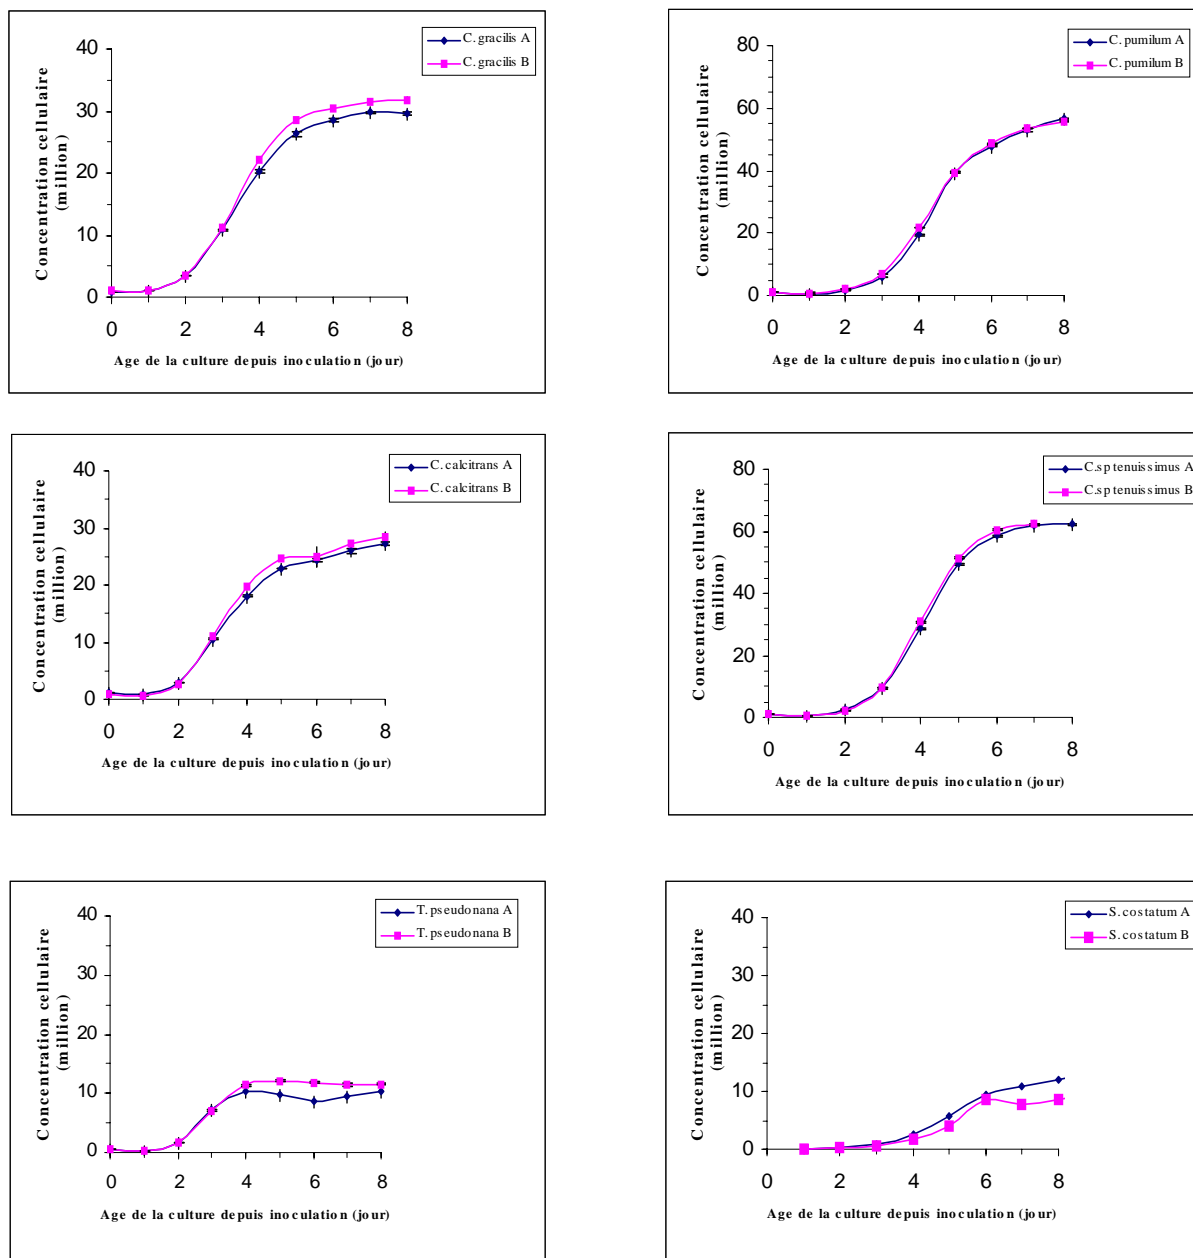 C. gracilis A
C. gracilis B
40
30
20
10
0
Concentration cellulaire
(million)
0 2 4 6 8
Age de la culture depuis inoculation (jour)
C. pumilum A
C. pumilum B
80
60
40
20
0
Concentration cellulaire
(million)
0 2 4 6 8
Age de la culture depuis inoculation (jour)
C. calcitrans A
C. calcitrans B
40
30
20
10
0
Concentration cellulaire
(million)
0 2 4 6 8
Age de la culture depuis inoculation (jour)
C.sp tenuissimus A
C.sp tenuissimus B
80
60
40
20
0
Concentration cellulaire
(million)
0 2 4 6 8
Age de la culture depuis inoculation (jour)
T. pseudonana A
T. pseudonana B
40
30
20
10
0
Concentration cellulaire
(million)
0 2 4 6 8
Age de la culture depuis inoculation (jour)
S. costatum A
S. costatum B
40
30
20
10
0
Concentration cellulaire
(million)
0 2 4 6 8
Age de la culture depuis inoculation (jour)